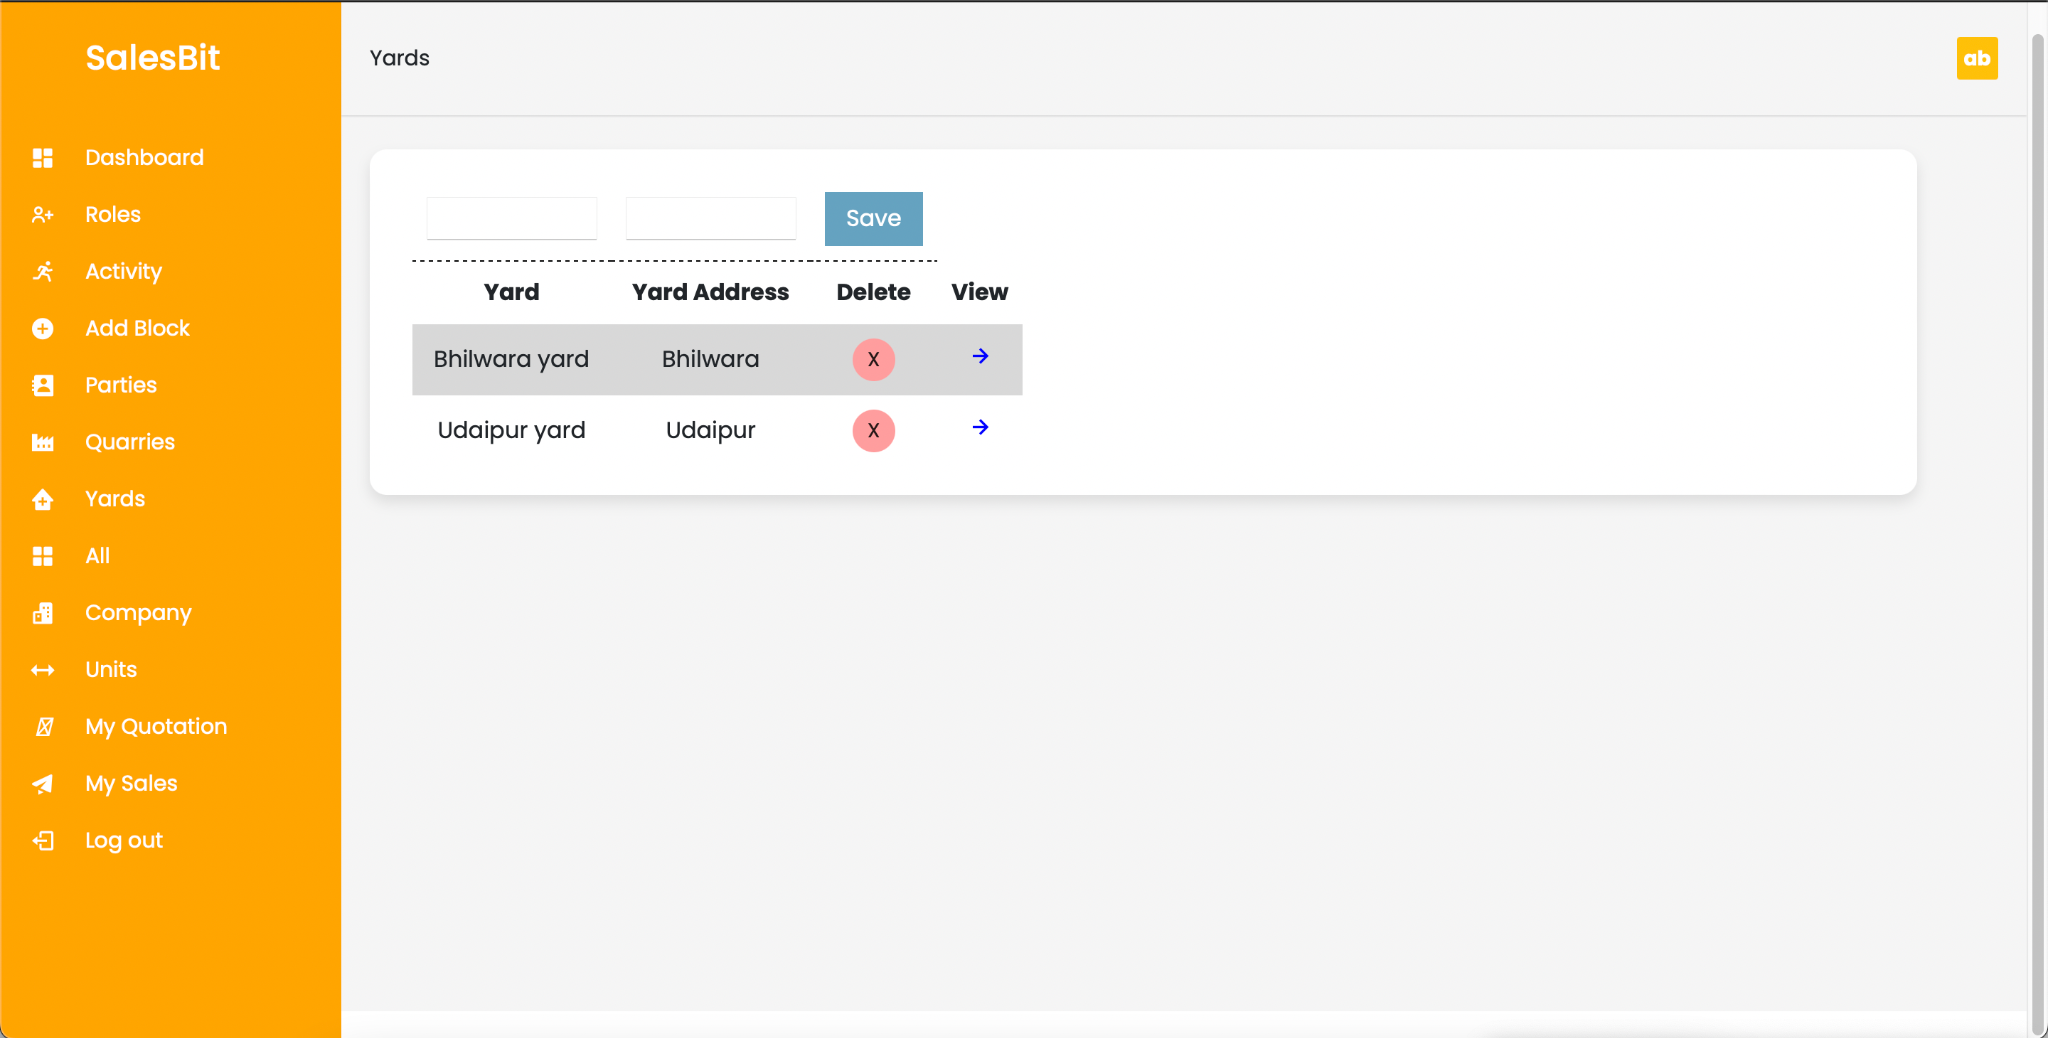 SalesBit
Dashboard
Roles
Activity
Add Block
Parties
Quarries
Yards
All
Company
Units
My Quotation
My Sales
Log out
Yards
ab
Save
Yard Yard Address Delete View
Bhilwara yard Bhilwara X →
Udaipur yard Udaipur X →